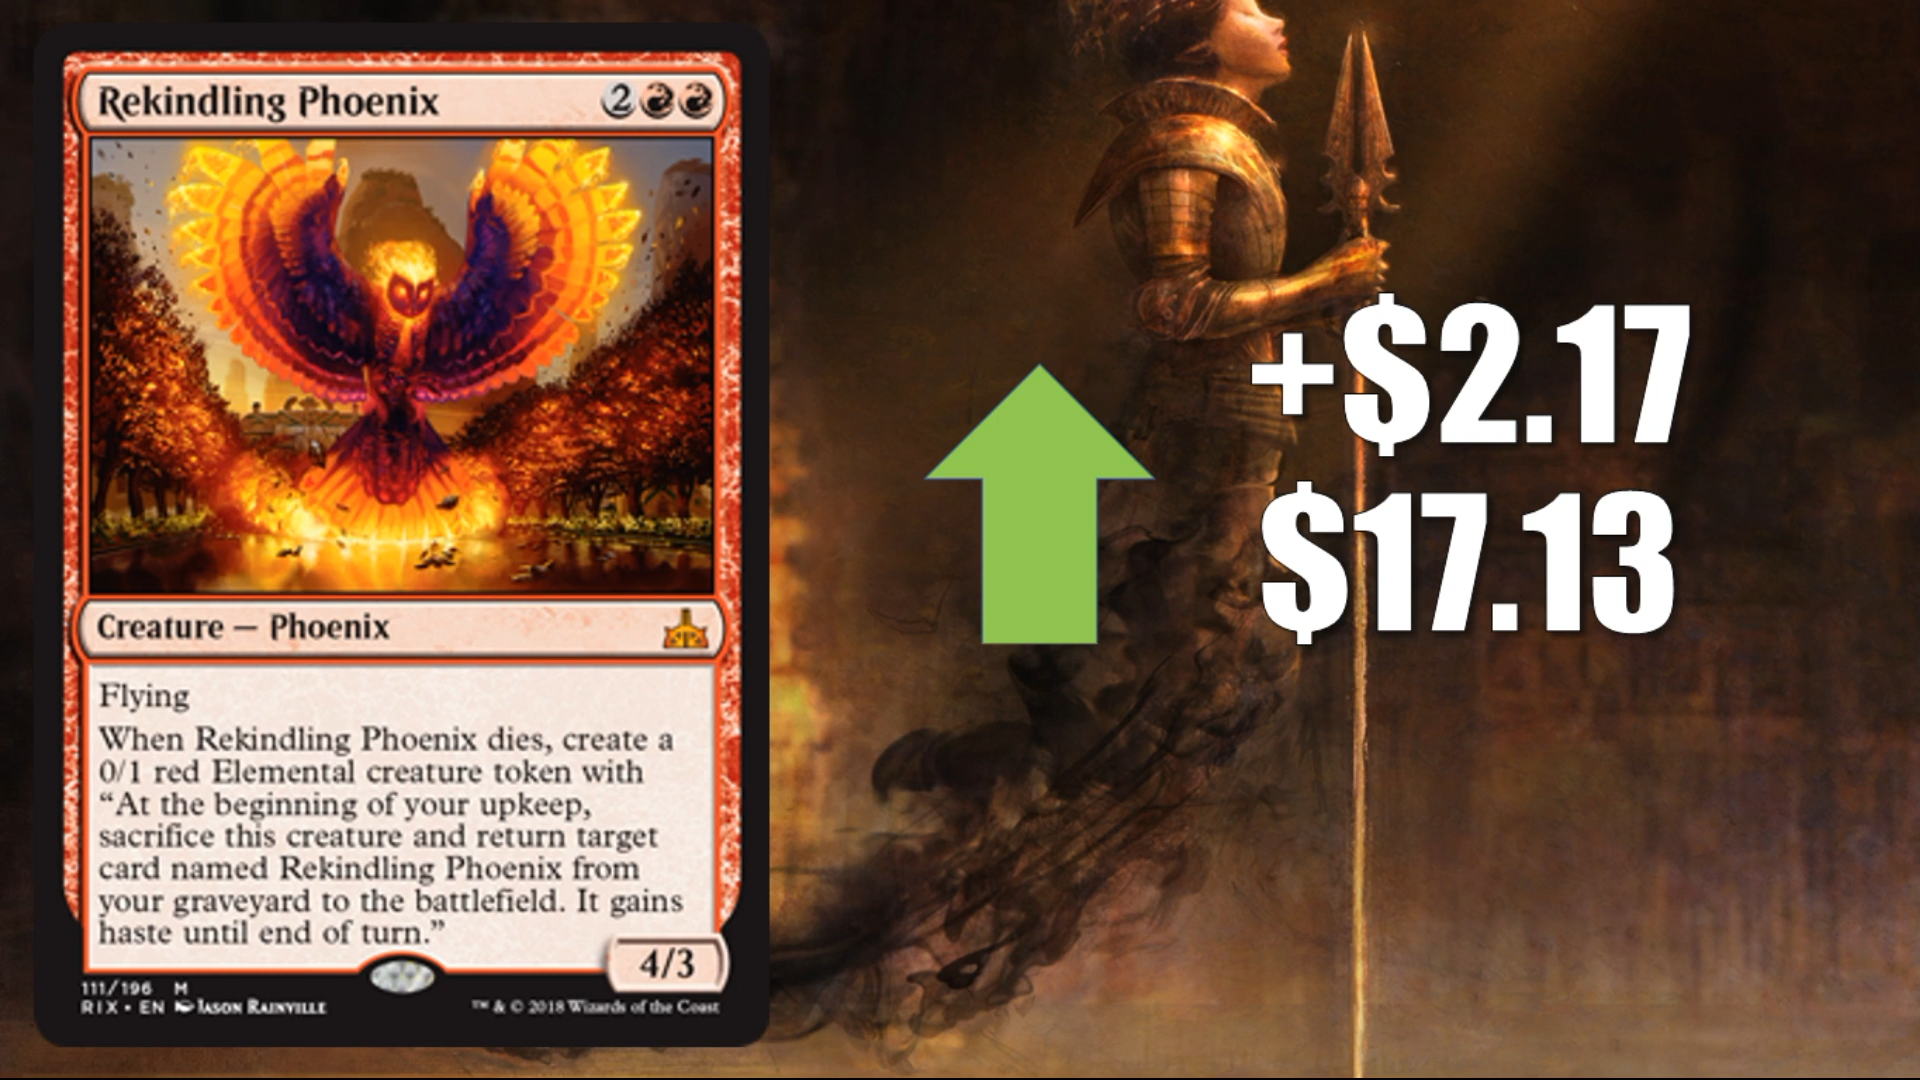 Rekindling Phoenix 2
+$2.17
$17.13
Creature — Phoenix
Flying
When Rekindling Phoenix dies, create a
0/1 red Elemental creature token with
“At the beginning of your upkeep,
sacrifice this creature and return target
card named Rekindling Phoenix from
your graveyard to the battlefield. It gains
haste until end of turn.”
4/3
111/196 M
RIX • EN Jason Rainville
™ & © 2018 Wizards of the Coast